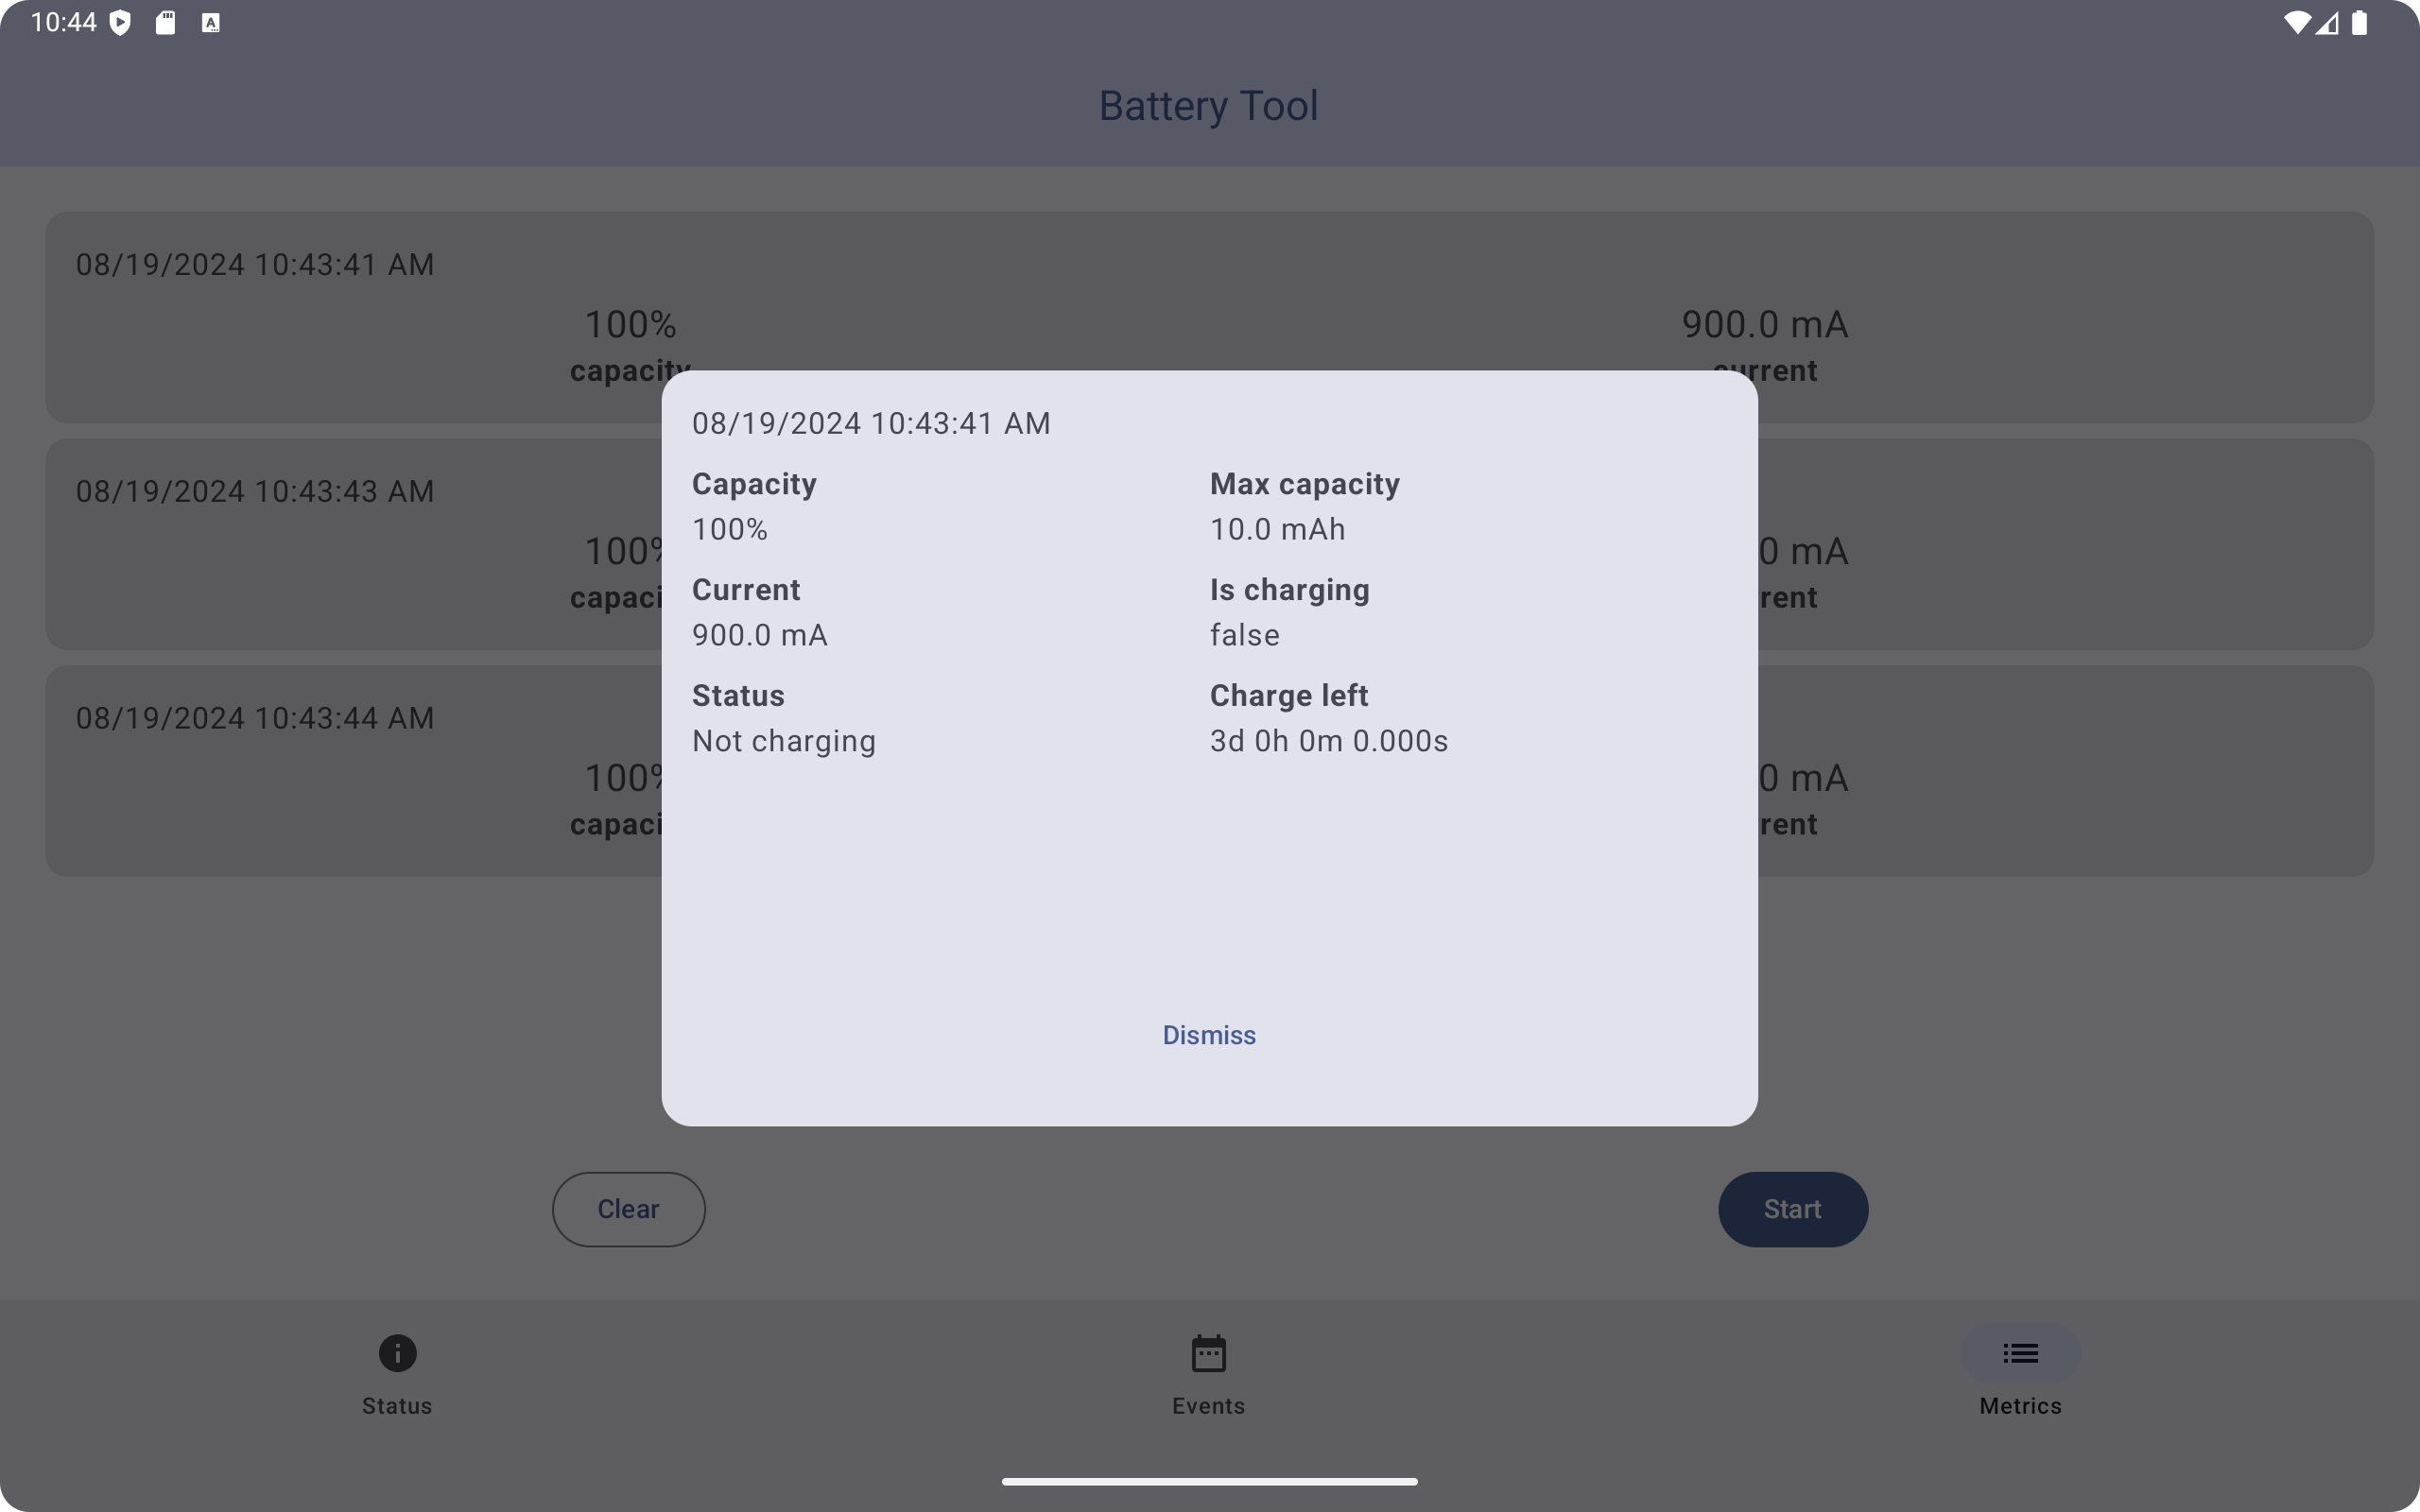 10:44
Battery Tool
08/19/2024 10:43:41 AM
100%
900.0 mA
capacity
current
08/19/2024 10:43:41 AM
Capacity
Max capacity
100%
10.0 mAh
Current
Is charging
900.0 mA
false
Status
Charge left
Not charging
3d 0h 0m 0.000s
Dismiss
08/19/2024 10:43:43 AM
100%
0 mA
capaci
rent
08/19/2024 10:43:44 AM
100%
0 mA
capaci
rent
Clear
Start
Status
Events
Metrics